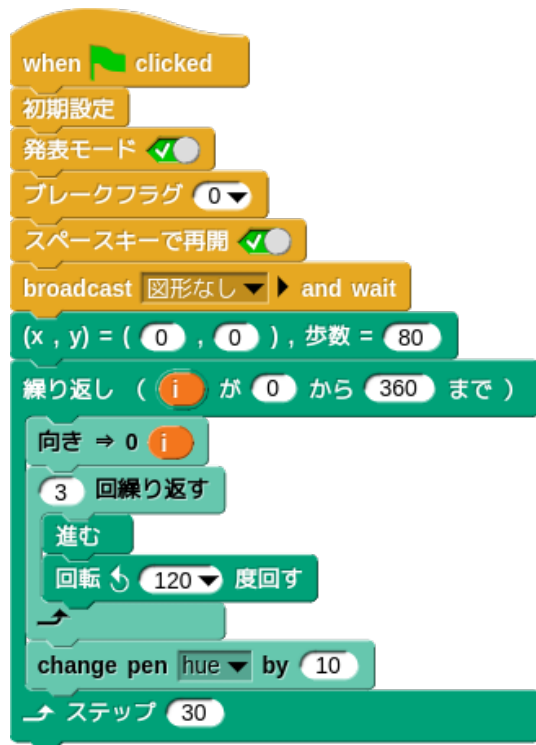 when clicked
初期設定
発表モード
ブレークフラグ 0
スペースキーで再開
broadcast 図形なし and wait
(x , y) = ( 0 , 0 ) , 歩数 = 80
繰り返し ( i が 0 から 360 まで )
向き ⇒ 0 i
3 回繰り返す
進む
回転 120 度回す
change pen hue by 10
ステップ 30